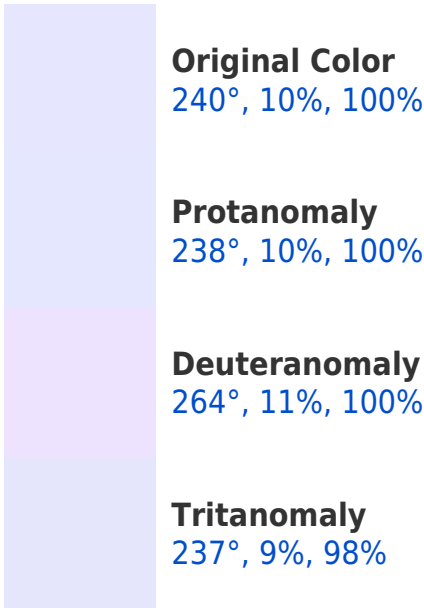 Original Color
240°, 10%, 100%
Protanomaly
238°, 10%, 100%
Deuteranomaly
264°, 11%, 100%
Tritanomaly
237°, 9%, 98%